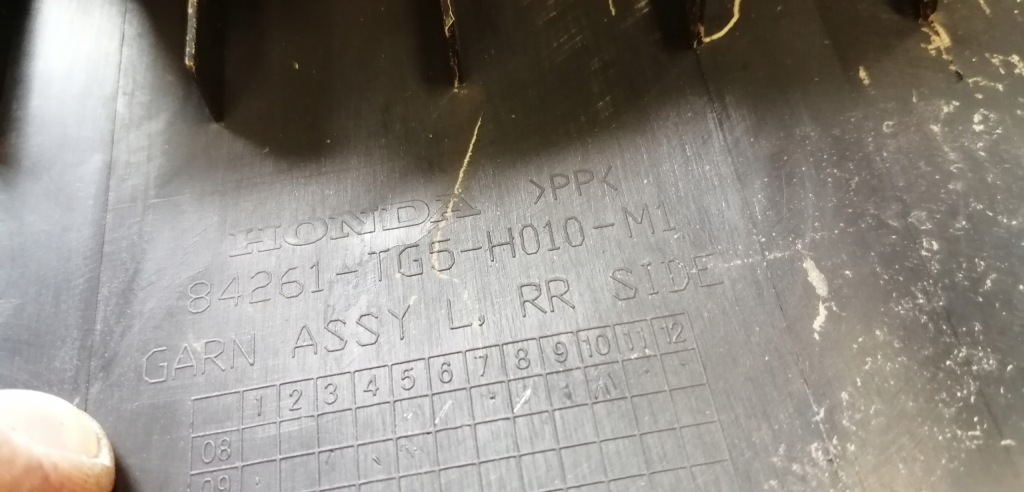 HONDA >PP<
84261-TG5-H010-M1
GARN ASSY L, RR SIDE
1 2 3 4 5 6 7 8 9 10 11 12
08
09